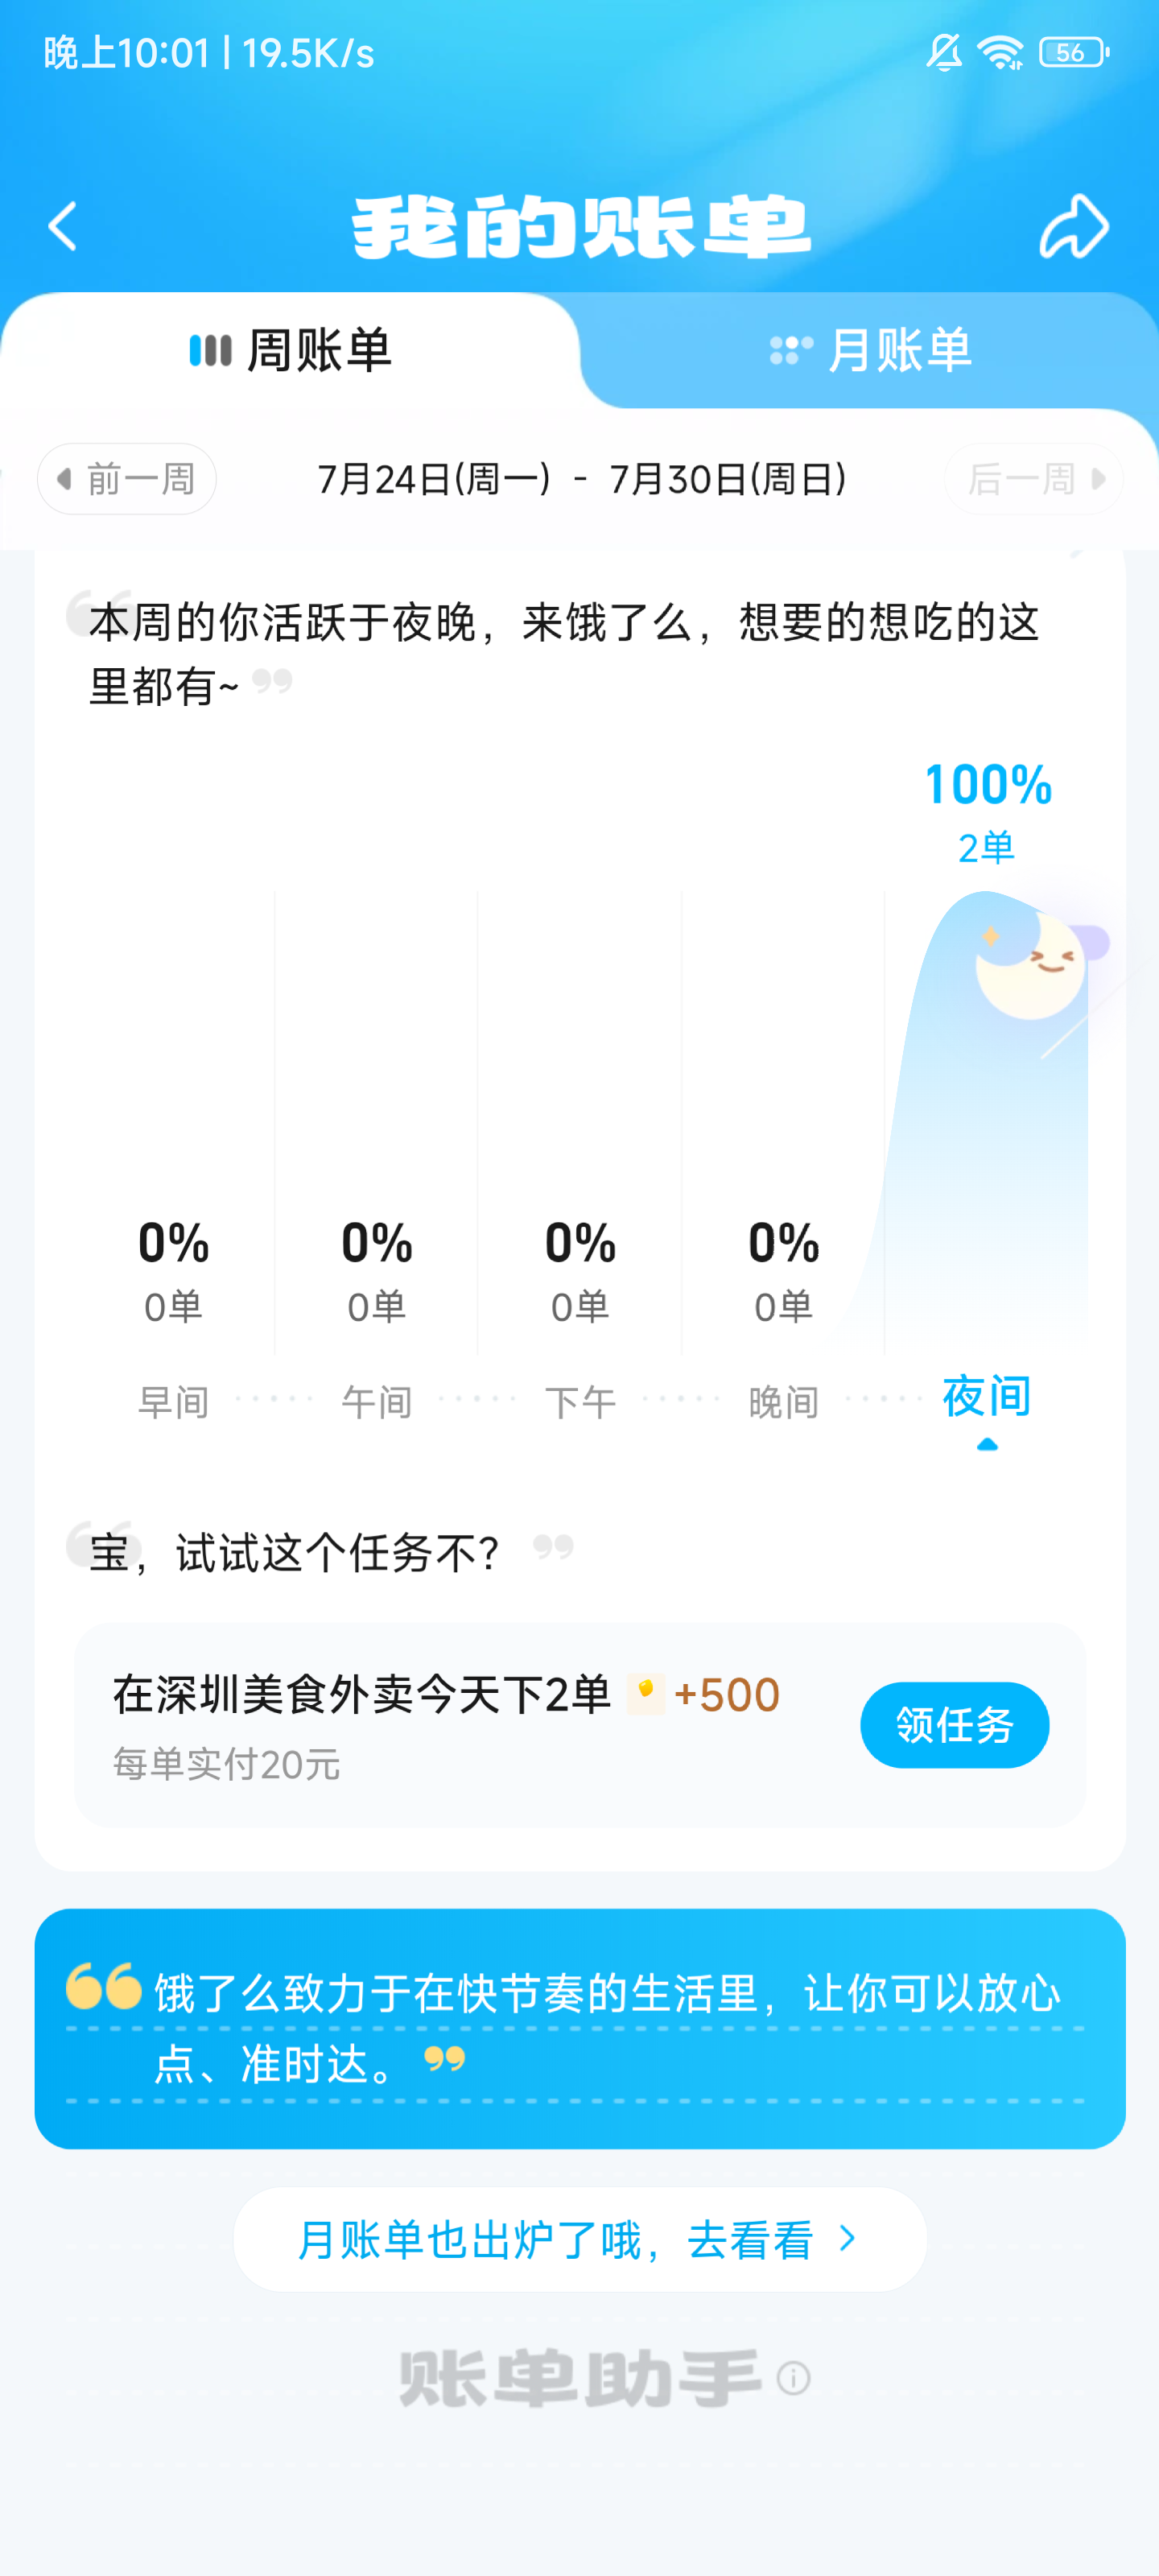 晚上10:01 | 19.5K/s
56
我的账单
周账单
月账单
前一周
7月24日(周一) - 7月30日(周日)
后一周
本周的你活跃于夜晚，来饿了么，想要的想吃的这
里都有~
100%
2单
0% 0% 0% 0%
0单 0单 0单 0单
早间 午间 下午 晚间 夜间
宝，试试这个任务不？
在深圳美食外卖今天下2单 +500
每单实付20元
领任务
饿了么致力于在快节奏的生活里，让你可以放心
点、准时达。
月账单也出炉了哦，去看看 >
账单助手